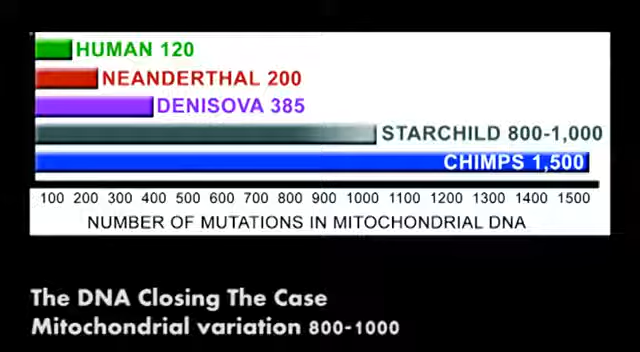 HUMAN 120
NEANDERTHAL 200
DENISOVA 385
STARCHILD 800-1,000
CHIMPS 1,500
100 200 300 400 500 600 700 800 900 1000 1100 1200 1300 1400 1500
NUMBER OF MUTATIONS IN MITOCHONDRIAL DNA
The DNA Closing The Case
Mitochondrial variation 800-1000